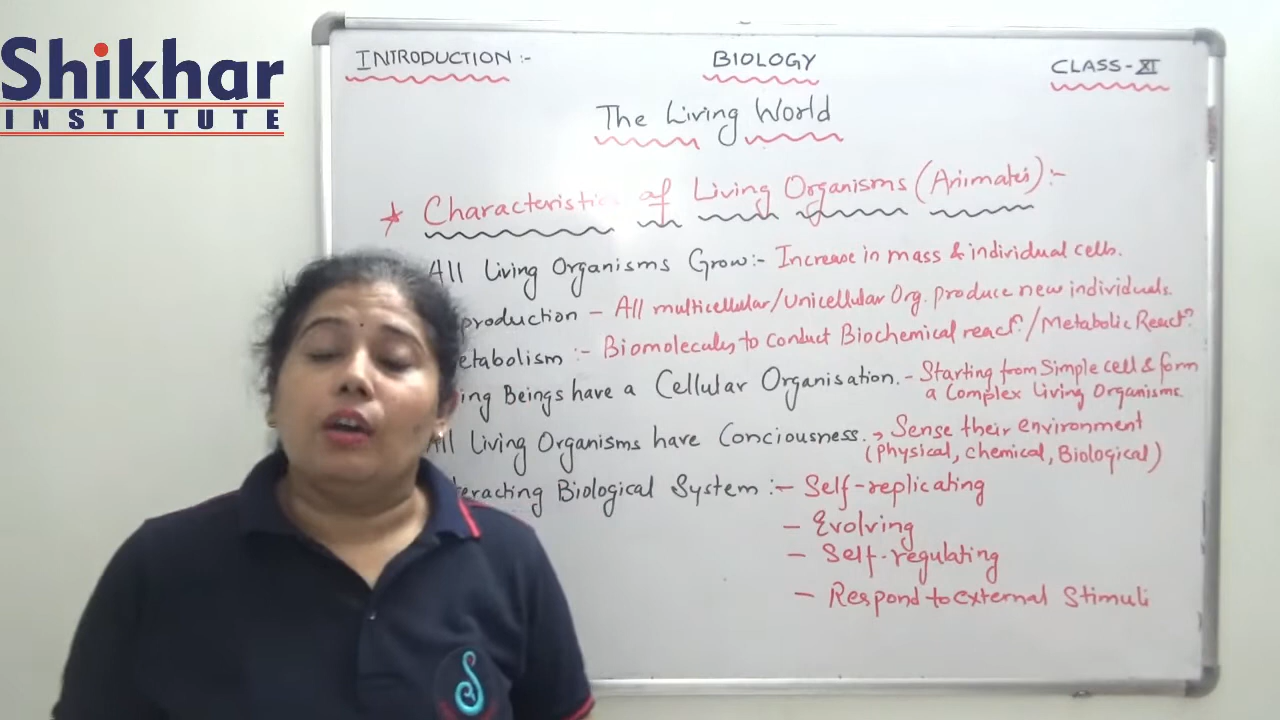 Shikhar
INSTITUTE
INTRODUCTION :-
BIOLOGY
CLASS-XI
The Living World
* Characteristics of Living Organisms (Animates) :-
All Living Organisms Grow:- Increase in mass & individual cells.
production - All multicellular/unicellular Org. produce new individuals.
etabolism :- Biomolecules to conduct Biochemical reactn/Metabolic Reactn
ing Beings have a Cellular Organisation. - Starting from Simple cell & form
a Complex Living Organisms.
All Living Organisms have Conciousness. → Sense their environment
(Physical, chemical, Biological)
teracting Biological System :- Self-replicating
- Evolving
- Self-regulating
- Respond to external Stimuli